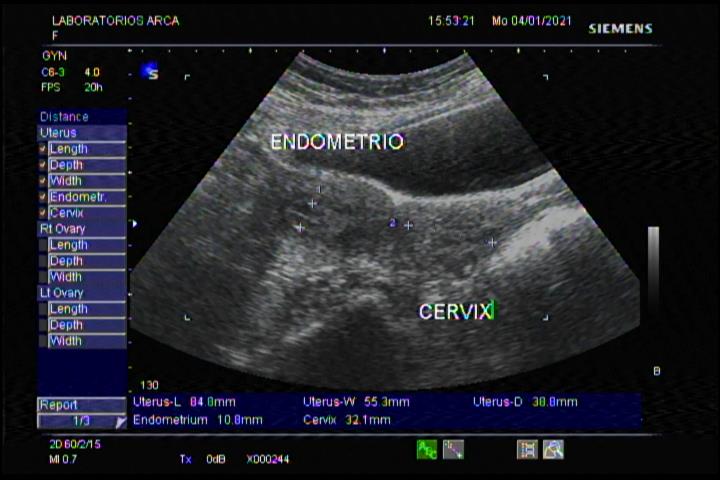 LABORATORIOS ARCA
F
15:53:21 Mo 04/01/2021
SIEMENS
GYN
C6-3 4.0
FPS 20h
S
Distance
Uterus
Length
Depth
Width
Endometr.
Cervix
Rt Ovary
Length
Depth
Width
Lt Ovary
Length
Depth
Width
ENDOMETRIO
2
CERVIX
130
B
Report
1/3
Uterus-L 84.8mm Uterus-W 55.3mm Uterus-D 38.8mm
Endometrium 10.8mm Cervix 32.1mm
2D 60/2/15
MI 0.7 Tx 0dB X000244
ABC